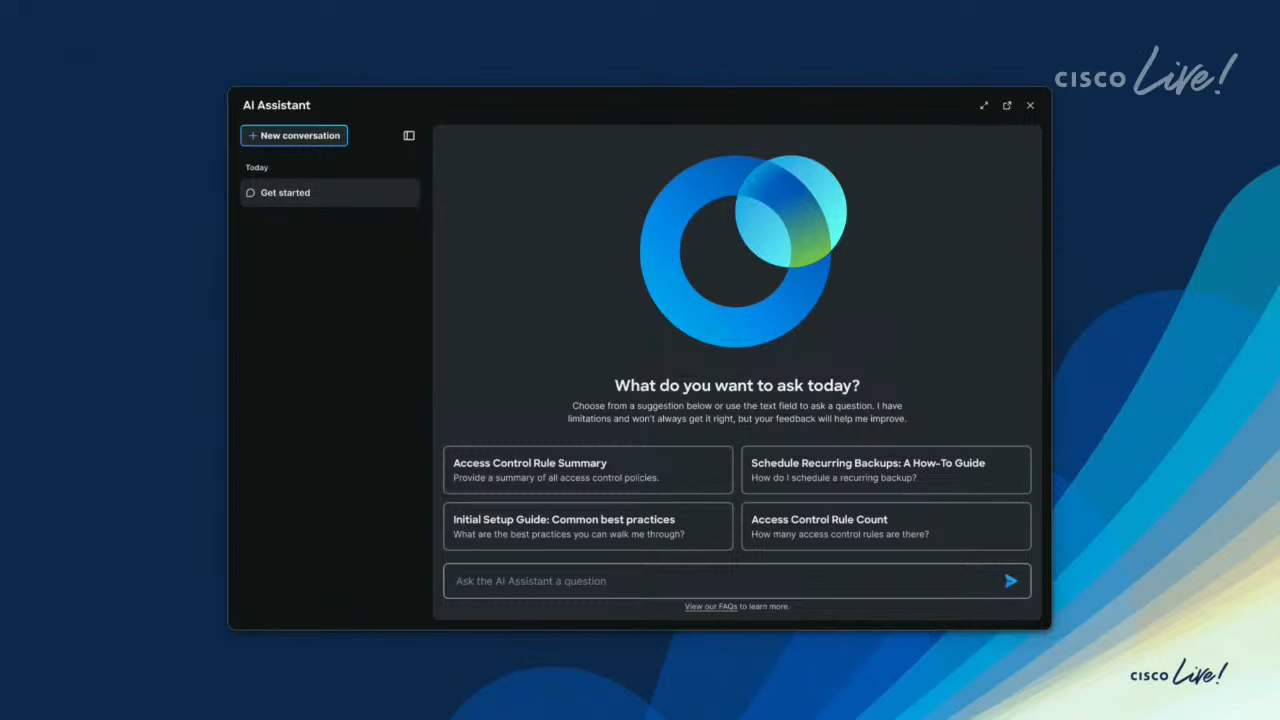 CISCO Live!
AI Assistant
+ New conversation
Today
Get started
What do you want to ask today?
Choose from a suggestion below or use the text field to ask a question. I have
limitations and won't always get it right, but your feedback will help me improve.
Access Control Rule Summary
Provide a summary of all access control policies.
Schedule Recurring Backups: A How-To Guide
How do I schedule a recurring backup?
Initial Setup Guide: Common best practices
What are the best practices you can walk me through?
Access Control Rule Count
How many access control rules are there?
Ask the AI Assistant a question
View our FAQs to learn more.
CISCO Live!